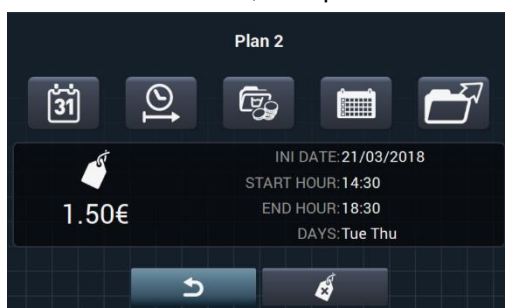 Plan 2
31
INI DATE:21/03/2018
START HOUR:14:30
1.50€
END HOUR:18:30
DAYS:Tue Thu